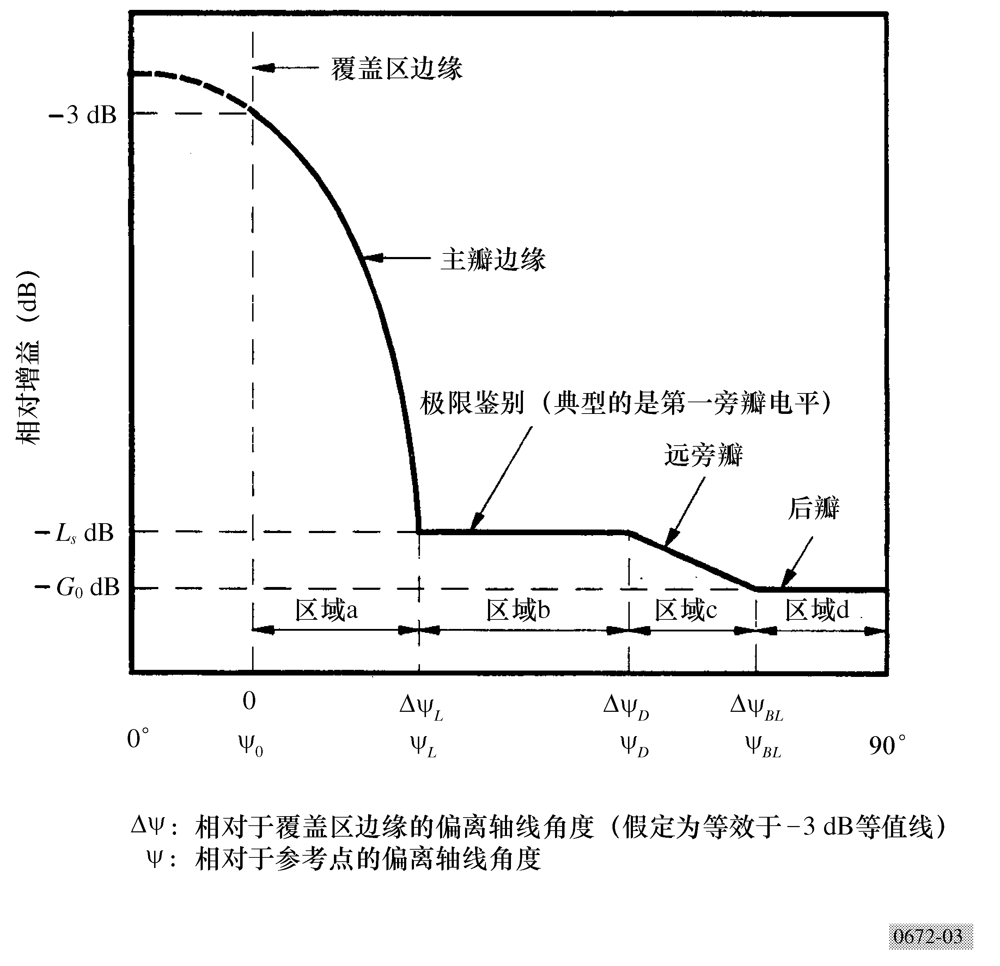 覆盖区边缘
−3 dB
主瓣边缘
相对增益（dB）
极限鉴别（典型的是第一旁瓣电平）
远旁瓣
后瓣
−Ls dB
−G0 dB
区域a 区域b 区域c 区域d
0 ΔψL ΔψD ΔψBL
0° ψ0 ψL ψD ψBL 90°
Δψ：相对于覆盖区边缘的偏离轴线角度（假定为等效于−3 dB等值线）
ψ：相对于参考点的偏离轴线角度
0672-03